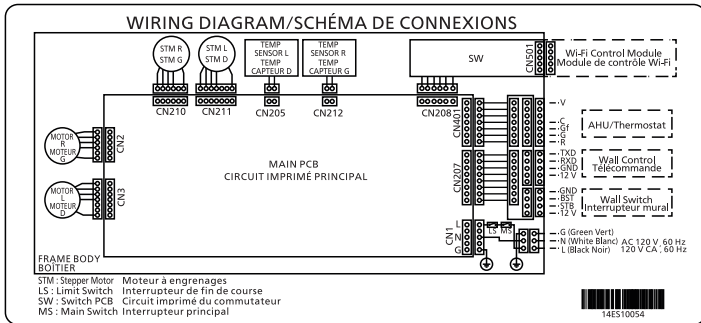 WIRING DIAGRAM/SCHÉMA DE CONNEXIONS
STM R
STM G
STM L
STM D
TEMP
SENSOR L
TEMP
CAPTEUR D
TEMP
SENSOR R
TEMP
CAPTEUR G
SW
CN501
Wi-Fi Control Module
Module de contrôle Wi-Fi
CN210
CN211
CN205
CN212
CN208
MOTOR
R
MOTEUR
G
CN2
MOTOR
L
MOTEUR
D
CN3
MAIN PCB
CIRCUIT IMPRIMÉ PRINCIPAL
CN401
V
C
Gf
G
R
AHU/Thermostat
CN207
TXD
RXD
GND
12 V
Wall Control
Télécommande
GND
BST
STB
12 V
Wall Switch
Interrupteur mural
CN1
L
N
G
LS
MS
G (Green Vert)
N (White Blanc)
L (Black Noir)
AC 120 V, 60 Hz
120 V CA, 60 Hz
FRAME BODY
BOÎTIER
STM : Stepper Motor Moteur à engrenages
LS : Limit Switch Interrupteur de fin de course
SW : Switch PCB Circuit imprimé du commutateur
MS : Main Switch Interrupteur principal
14ES10054